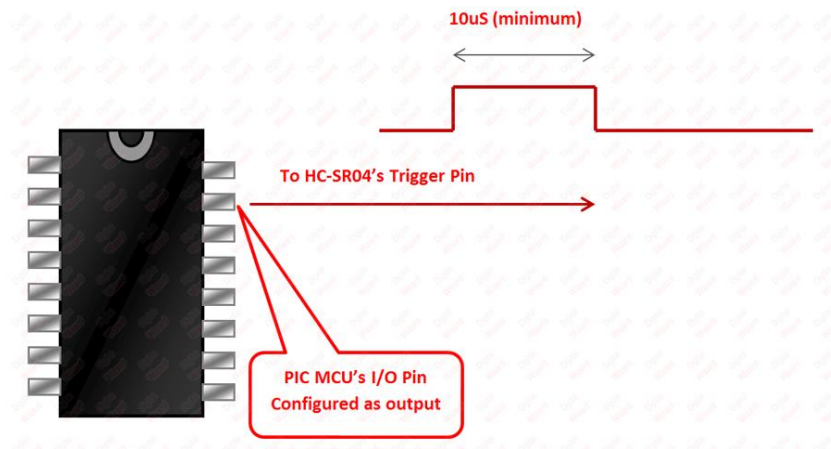 10uS (minimum)
To HC-SR04's Trigger Pin
PIC MCU's I/O Pin
Configured as output